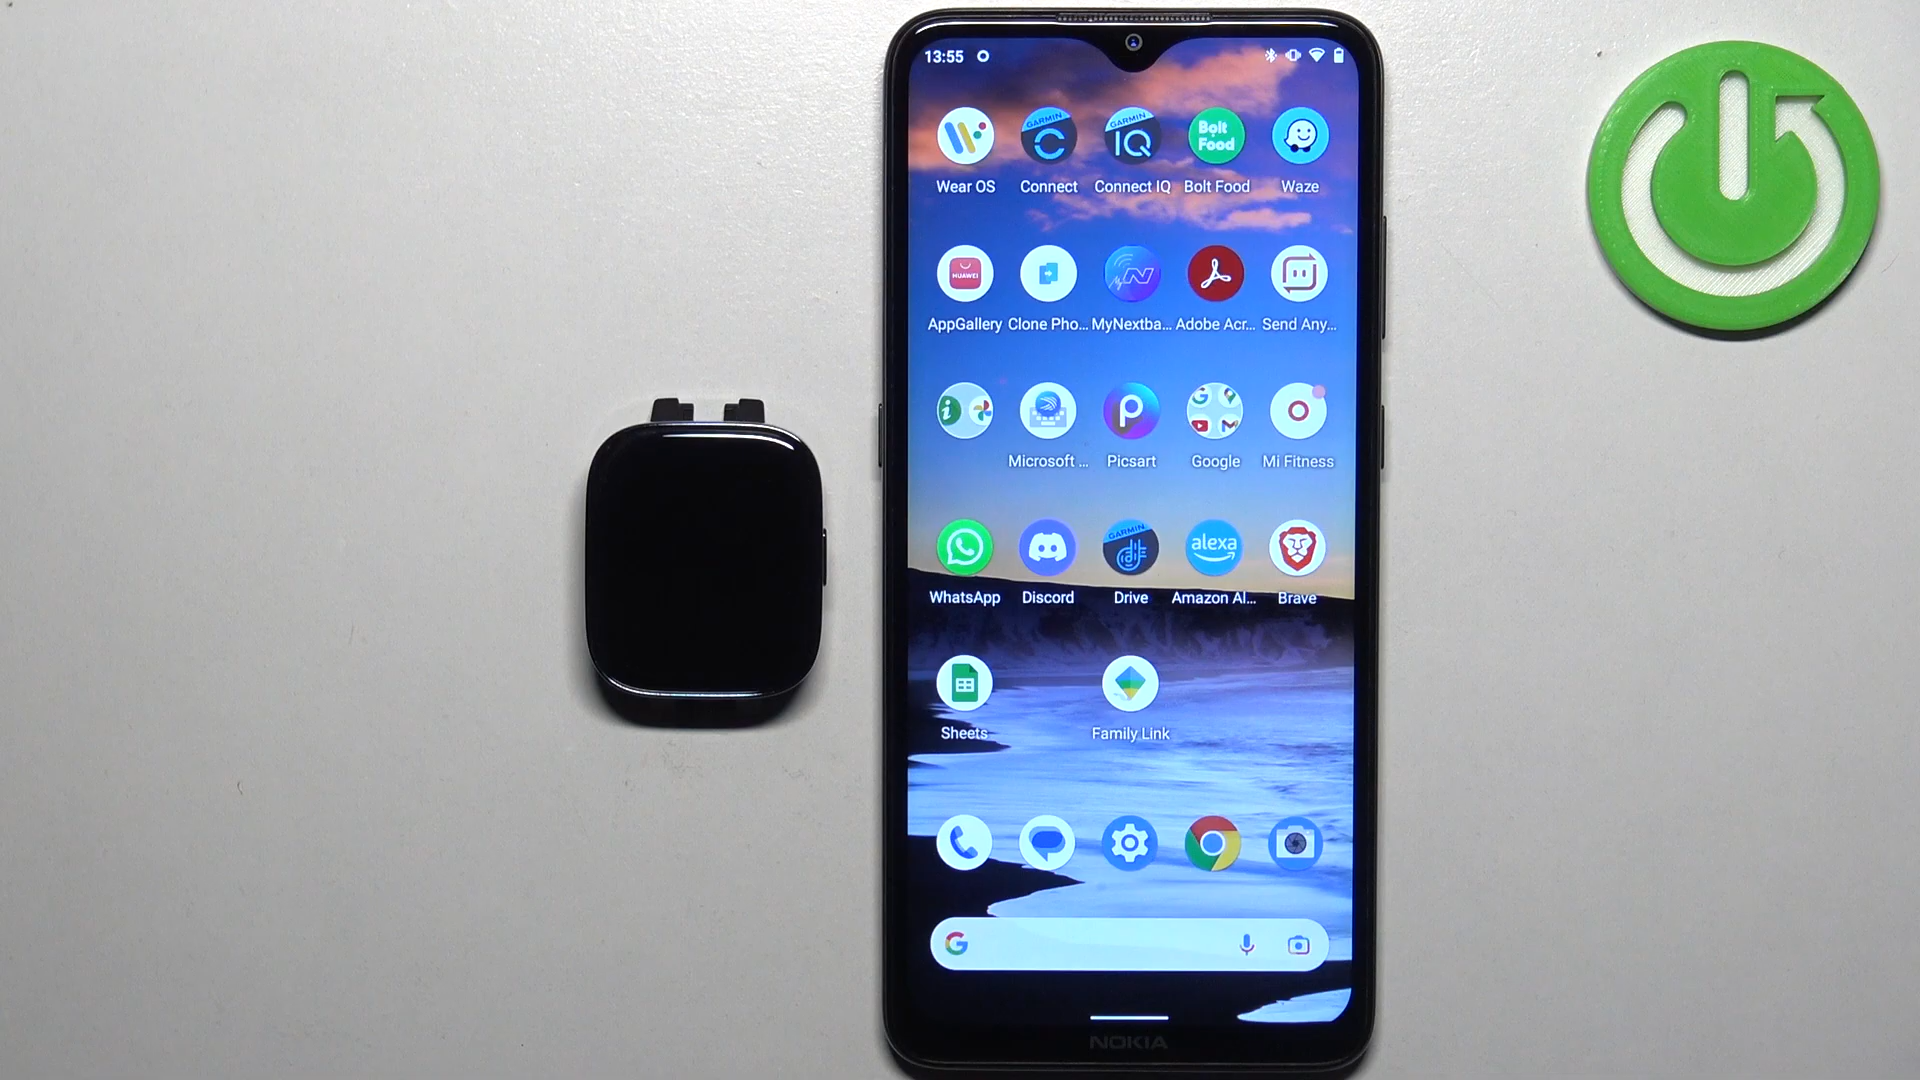 13:55
GARMIN
GARMIN
IQ
Bolt
Food
Wear OS
Connect
Connect IQ
Bolt Food
Waze
HUAWEI
AppGallery
Clone Pho...
MyNextba...
Adobe Acr...
Send Any...
Microsoft ...
Picsart
Google
Mi Fitness
GARMIN
alexa
WhatsApp
Discord
Drive
Amazon Al...
Brave
Sheets
Family Link
NOKIA